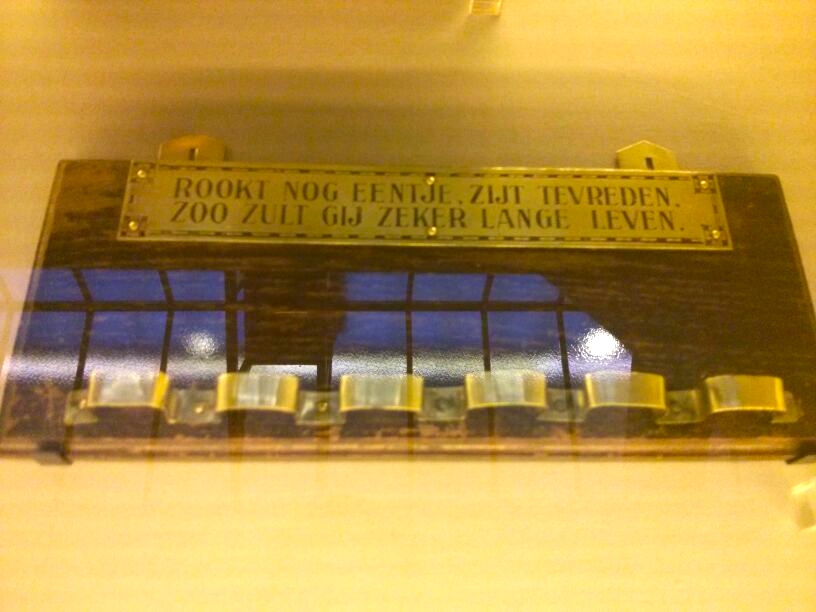 ROOKT NOG EENTJE, ZIJT TEVREDEN.
ZOO ZULT GIJ ZEKER LANGE LEVEN.